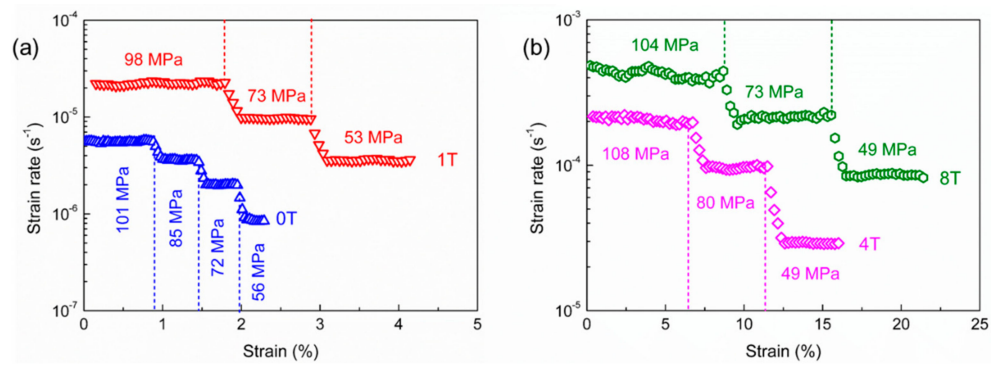 (a)
10⁻⁴
10⁻⁵
10⁻⁶
10⁻⁷
Strain rate (s⁻¹)
98 MPa
73 MPa
53 MPa
1T
101 MPa
85 MPa
72 MPa
56 MPa
0T
0 1 2 3 4 5
Strain (%)
(b)
10⁻³
10⁻⁴
10⁻⁵
Strain rate (s⁻¹)
104 MPa
73 MPa
49 MPa
8T
108 MPa
80 MPa
49 MPa
4T
0 5 10 15 20 25
Strain (%)